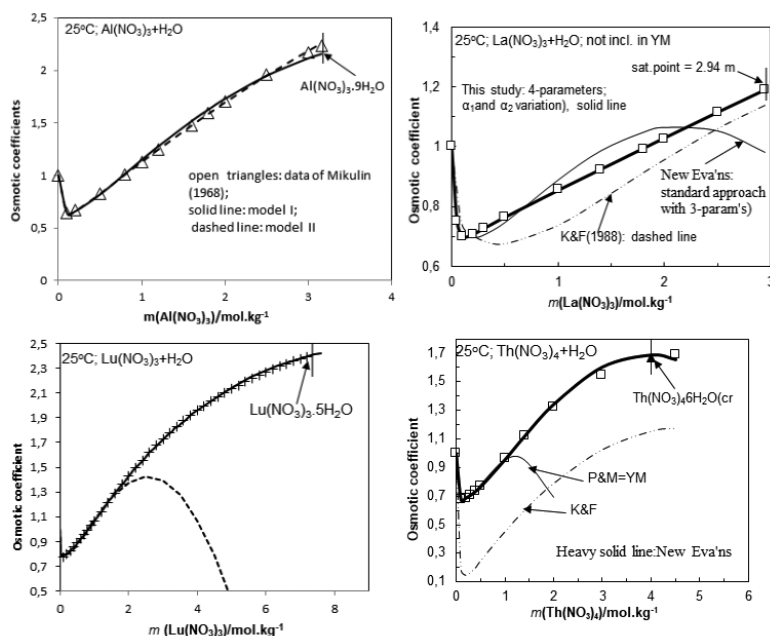 25ºC; Al(NO₃)₃+H₂O
2,5
2
1,5
1
0,5
0
Osmotic coefficients
Al(NO₃)₃.9H₂O
open triangles: data of Mikulin
(1968);
solid line: model I;
dashed line: model II
0 1 2 3 4
m(Al(NO₃)₃)/mol.kg⁻¹
25ºC; La(NO₃)₃+H₂O; not incl. in YM
1,4
1,2
1
0,8
0,6
Osmotic coefficients
sat.point = 2.94 m
This study: 4-parameters;
α₁and α₂ variation), solid
line
New Eva'ns:
standard approach
with 3-param's)
K&F(1988): dashed line
0 1 2 3
m(La(NO₃)₃)/mol.kg⁻¹
25ºC; Lu(NO₃)₃+H₂O
2,5
2,3
2,1
1,9
1,7
1,5
1,3
1,1
0,9
0,7
0,5
Osmotic coefficient
Lu(NO₃)₃.5H₂O
0 2 4 6 8
m (Lu(NO₃)₃)/mol.kg⁻¹
25ºC; Th(NO₃)₄+H₂O
1,7
1,5
1,3
1,1
0,9
0,7
0,5
0,3
0,1
Osmotic coefficient
Th(NO₃)₄6H₂O(cr
P&M=YM
K&F
Heavy solid line:New Eva'ns
0 1 2 3 4 5
m(Th(NO₃)₄)/mol.kg⁻¹